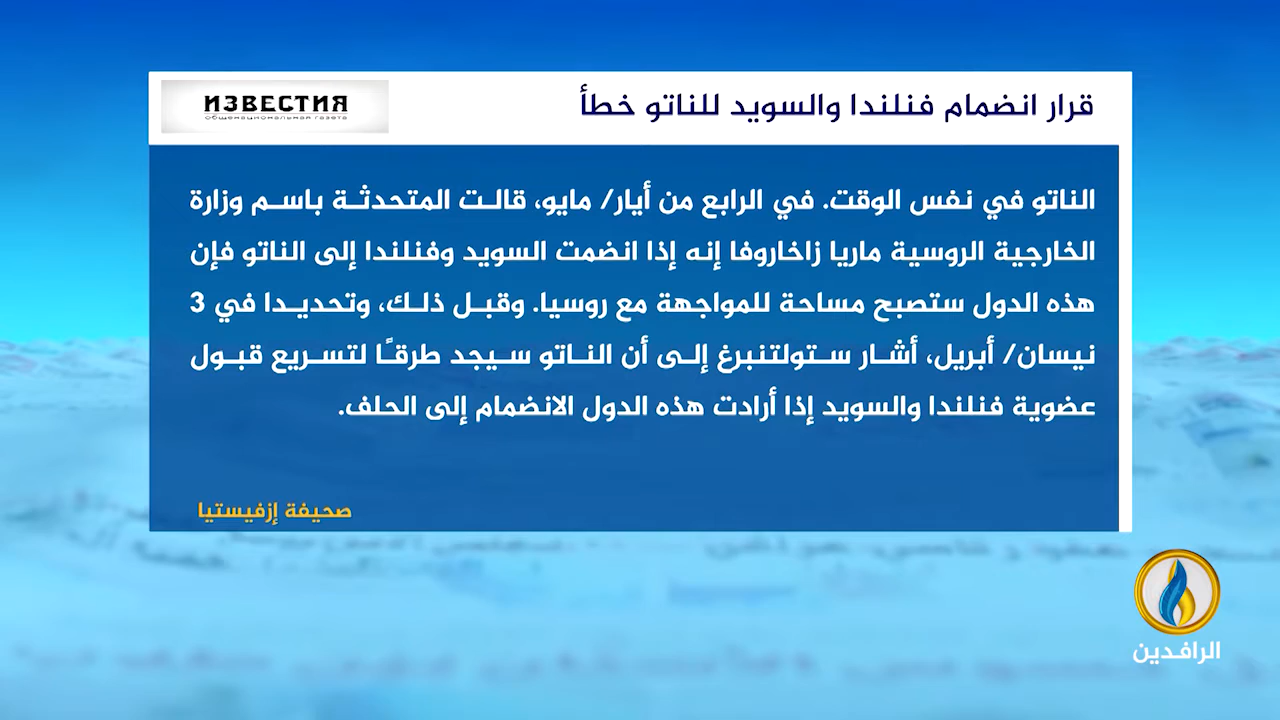 قرار انضمام فنلندا والسويد للناتو خطأ
ИЗВЕСТИЯ
общенациональная газета
الناتو في نفس الوقت. في الرابع من أيار/ مايو، قالت المتحدثة باسم وزارة
الخارجية الروسية ماريا زاخاروفا إنه إذا انضمت السويد وفنلندا إلى الناتو فإن
هذه الدول ستصبح مساحة للمواجهة مع روسيا. وقبل ذلك، وتحديدا في 3
نيسان/ أبريل، أشار ستولتنبرغ إلى أن الناتو سيجد طرقًا لتسريع قبول
عضوية فنلندا والسويد إذا أرادت هذه الدول الانضمام إلى الحلف.
صحيفة إزفيستيا
الرافدين